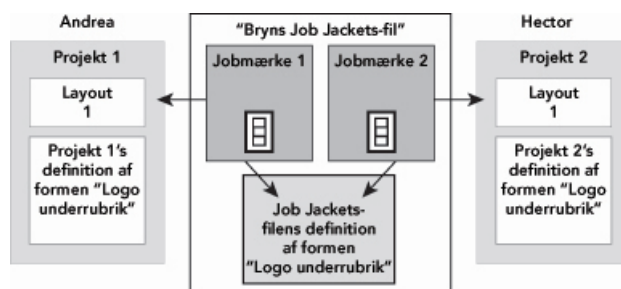 Andrea
Projekt 1
Layout
1
Projekt 1's
definition af
formen “Logo
underrubrik”
“Bryns Job Jackets-fil”
Jobmærke 1
Jobmærke 2
Job Jackets-
filens definition
af formen
“Logo underrubrik”
Hector
Projekt 2
Layout
1
Projekt 2's
definition af
formen “Logo
underrubrik”